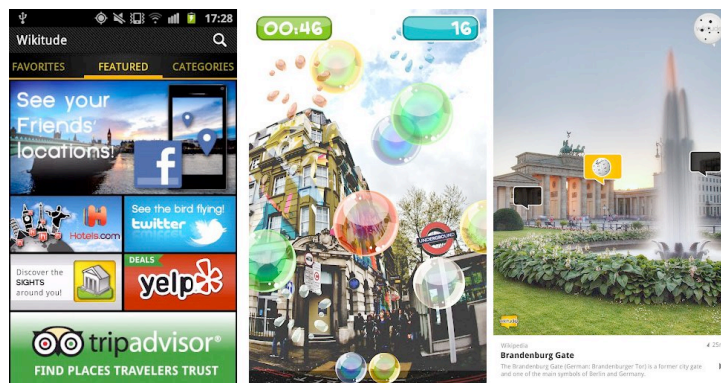 17:28
Wikitude
FAVORITES
FEATURED
CATEGORIES
See your
Friends'
locations!
f
H
Hotels.com
See the bird flying!
twitter
Discover the
SIGHTS
around you!
DEALS
yelp
tripadvisor®
FIND PLACES TRAVELERS TRUST
00:46
16
UNDERGROUND
W
wikitude
Wikipedia
Brandenburg Gate
The Brandenburg Gate (German: Brandenburger Tor) is a former city gate
and one of the main symbols of Berlin and Germany.